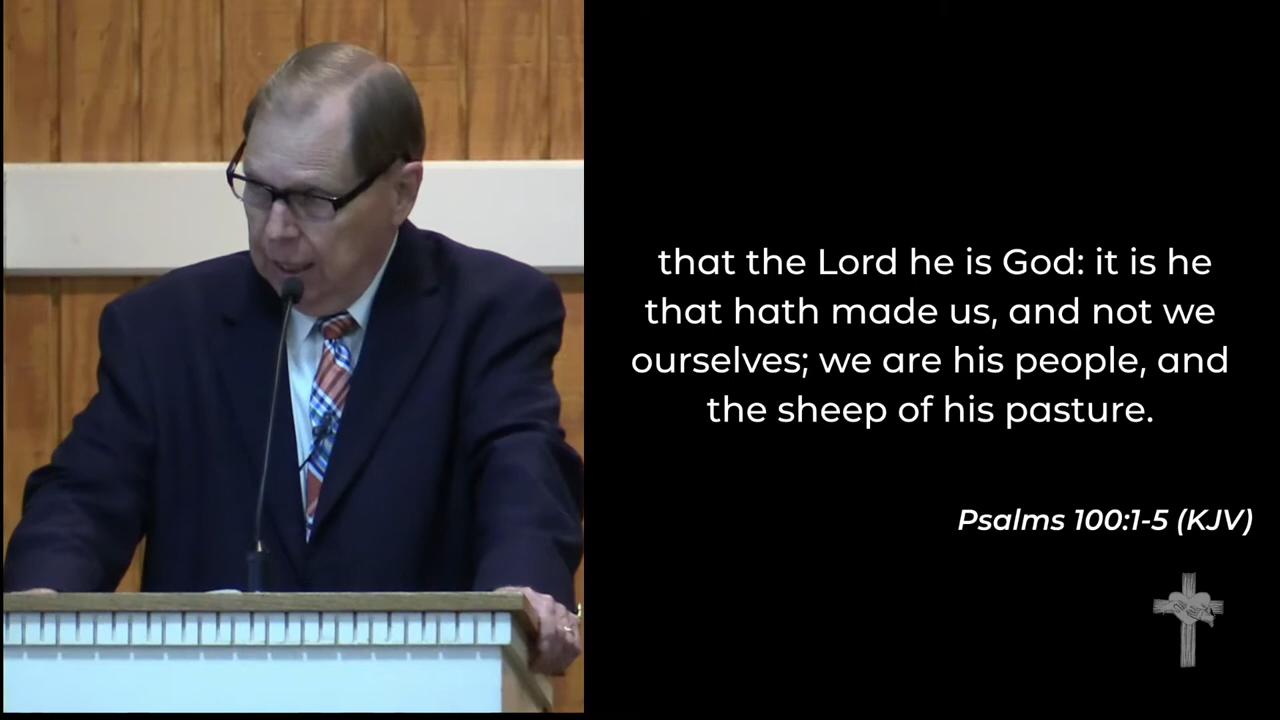 that the Lord he is God: it is he
that hath made us, and not we
ourselves; we are his people, and
the sheep of his pasture.
Psalms 100:1-5 (KJV)